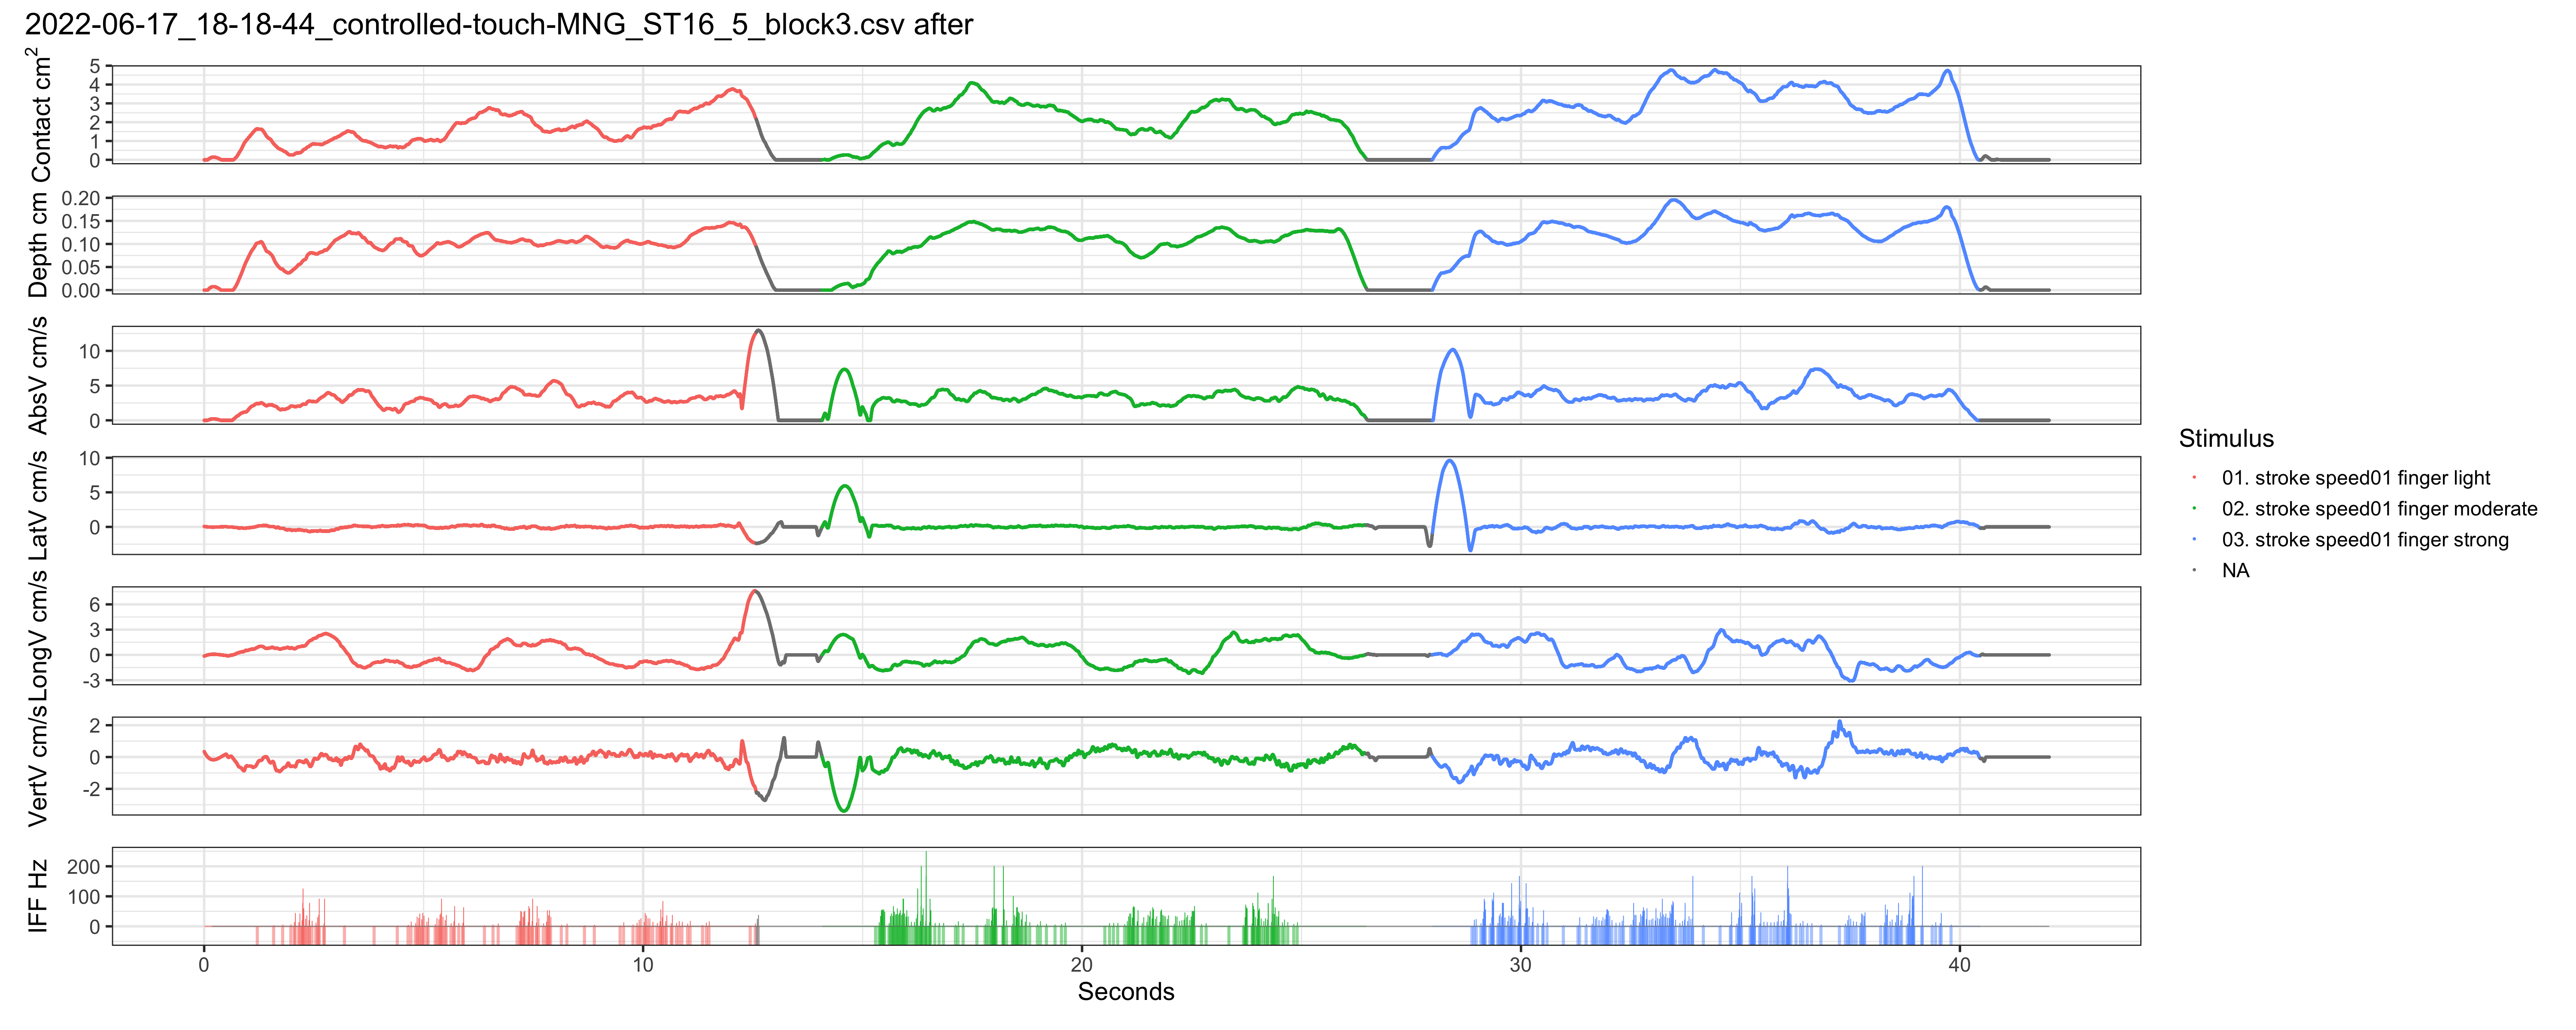 2022-06-17_18-18-44_controlled-touch-MNG_ST16_5_block3.csv after
Contact cm²
5
4
3
2
1
0
Depth cm
0.20
0.15
0.10
0.05
0.00
AbsV cm/s
10
5
0
LatV cm/s
10
5
0
LongV cm/s
6
3
0
-3
VertV cm/s
2
0
-2
IFF Hz
200
100
0
0 10 20 30 40
Seconds
Stimulus
01. stroke speed01 finger light
02. stroke speed01 finger moderate
03. stroke speed01 finger strong
NA